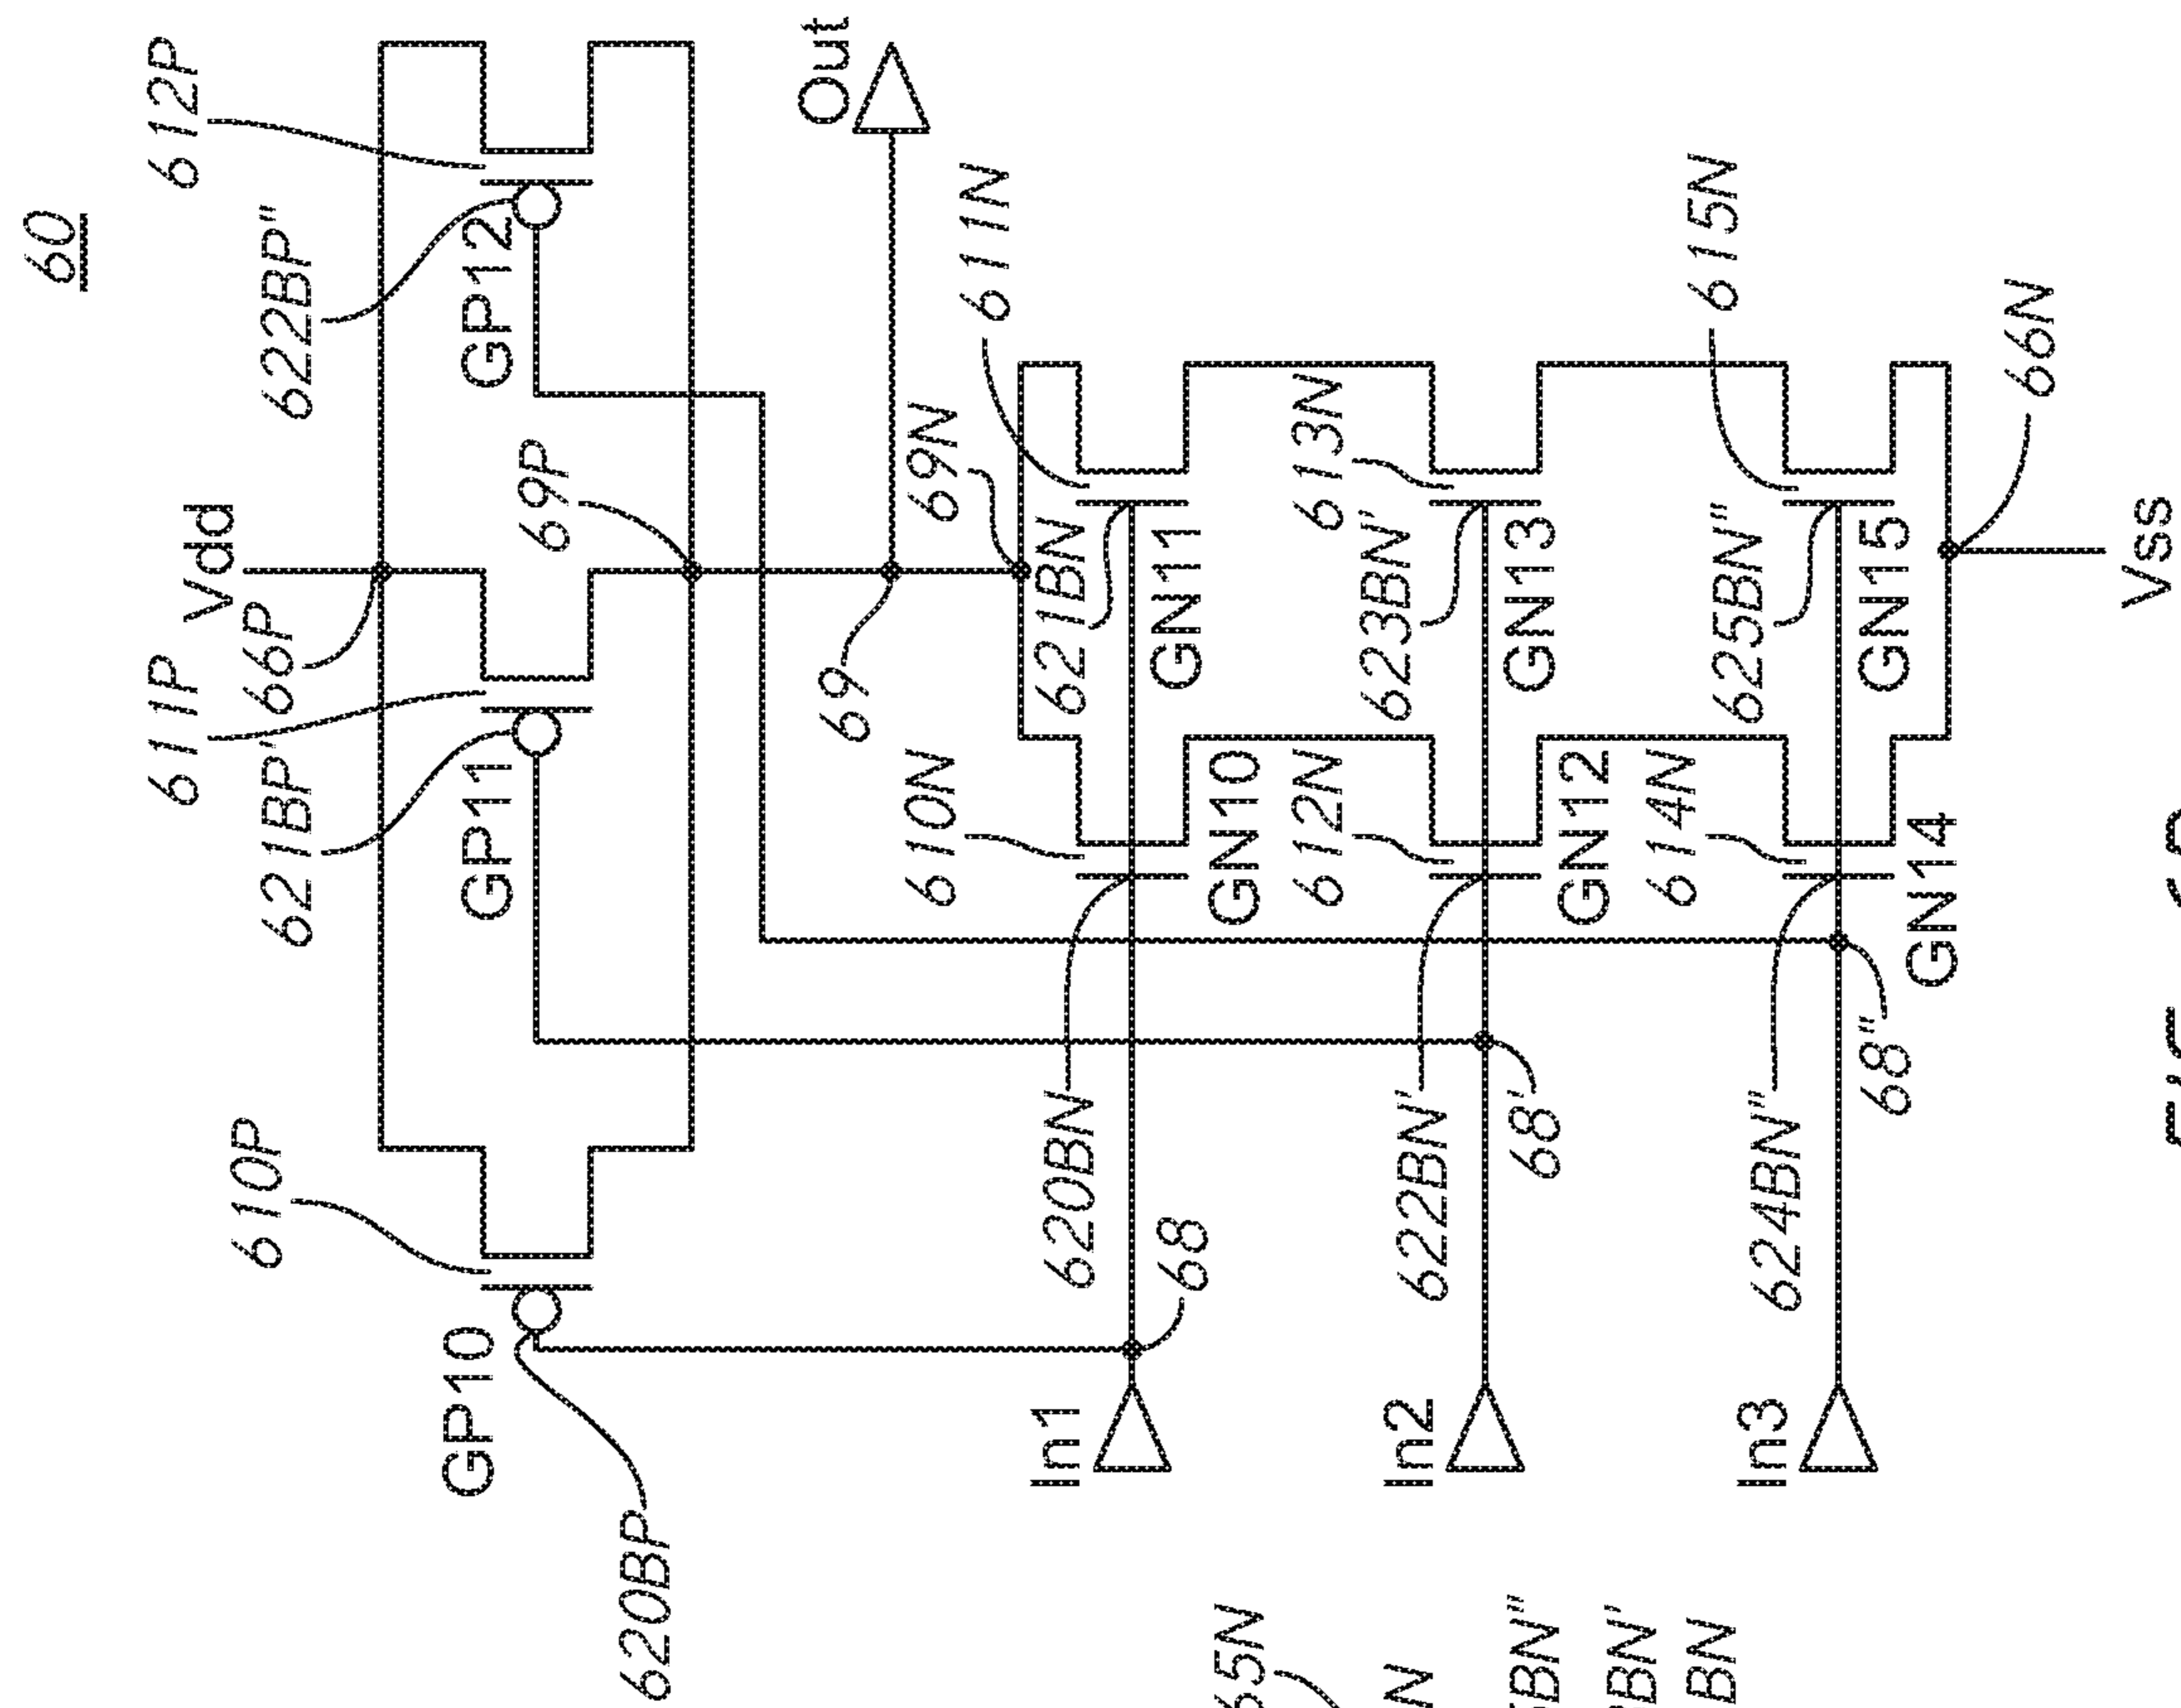 60
612P
622BP"
GP12
Out
Vdd
66P
69P
611P
621BP'
GP11
69
69N
611N
621BN
GN11
610P
GP10
620BP
610N
620BN
GN10
613N
623BN'
GN13
612N
622BN'
GN12
615N
625BN"
GN15
614N
624BN"
GN14
66N
Vss
68
68'
68"
In1
In2
In3
65N